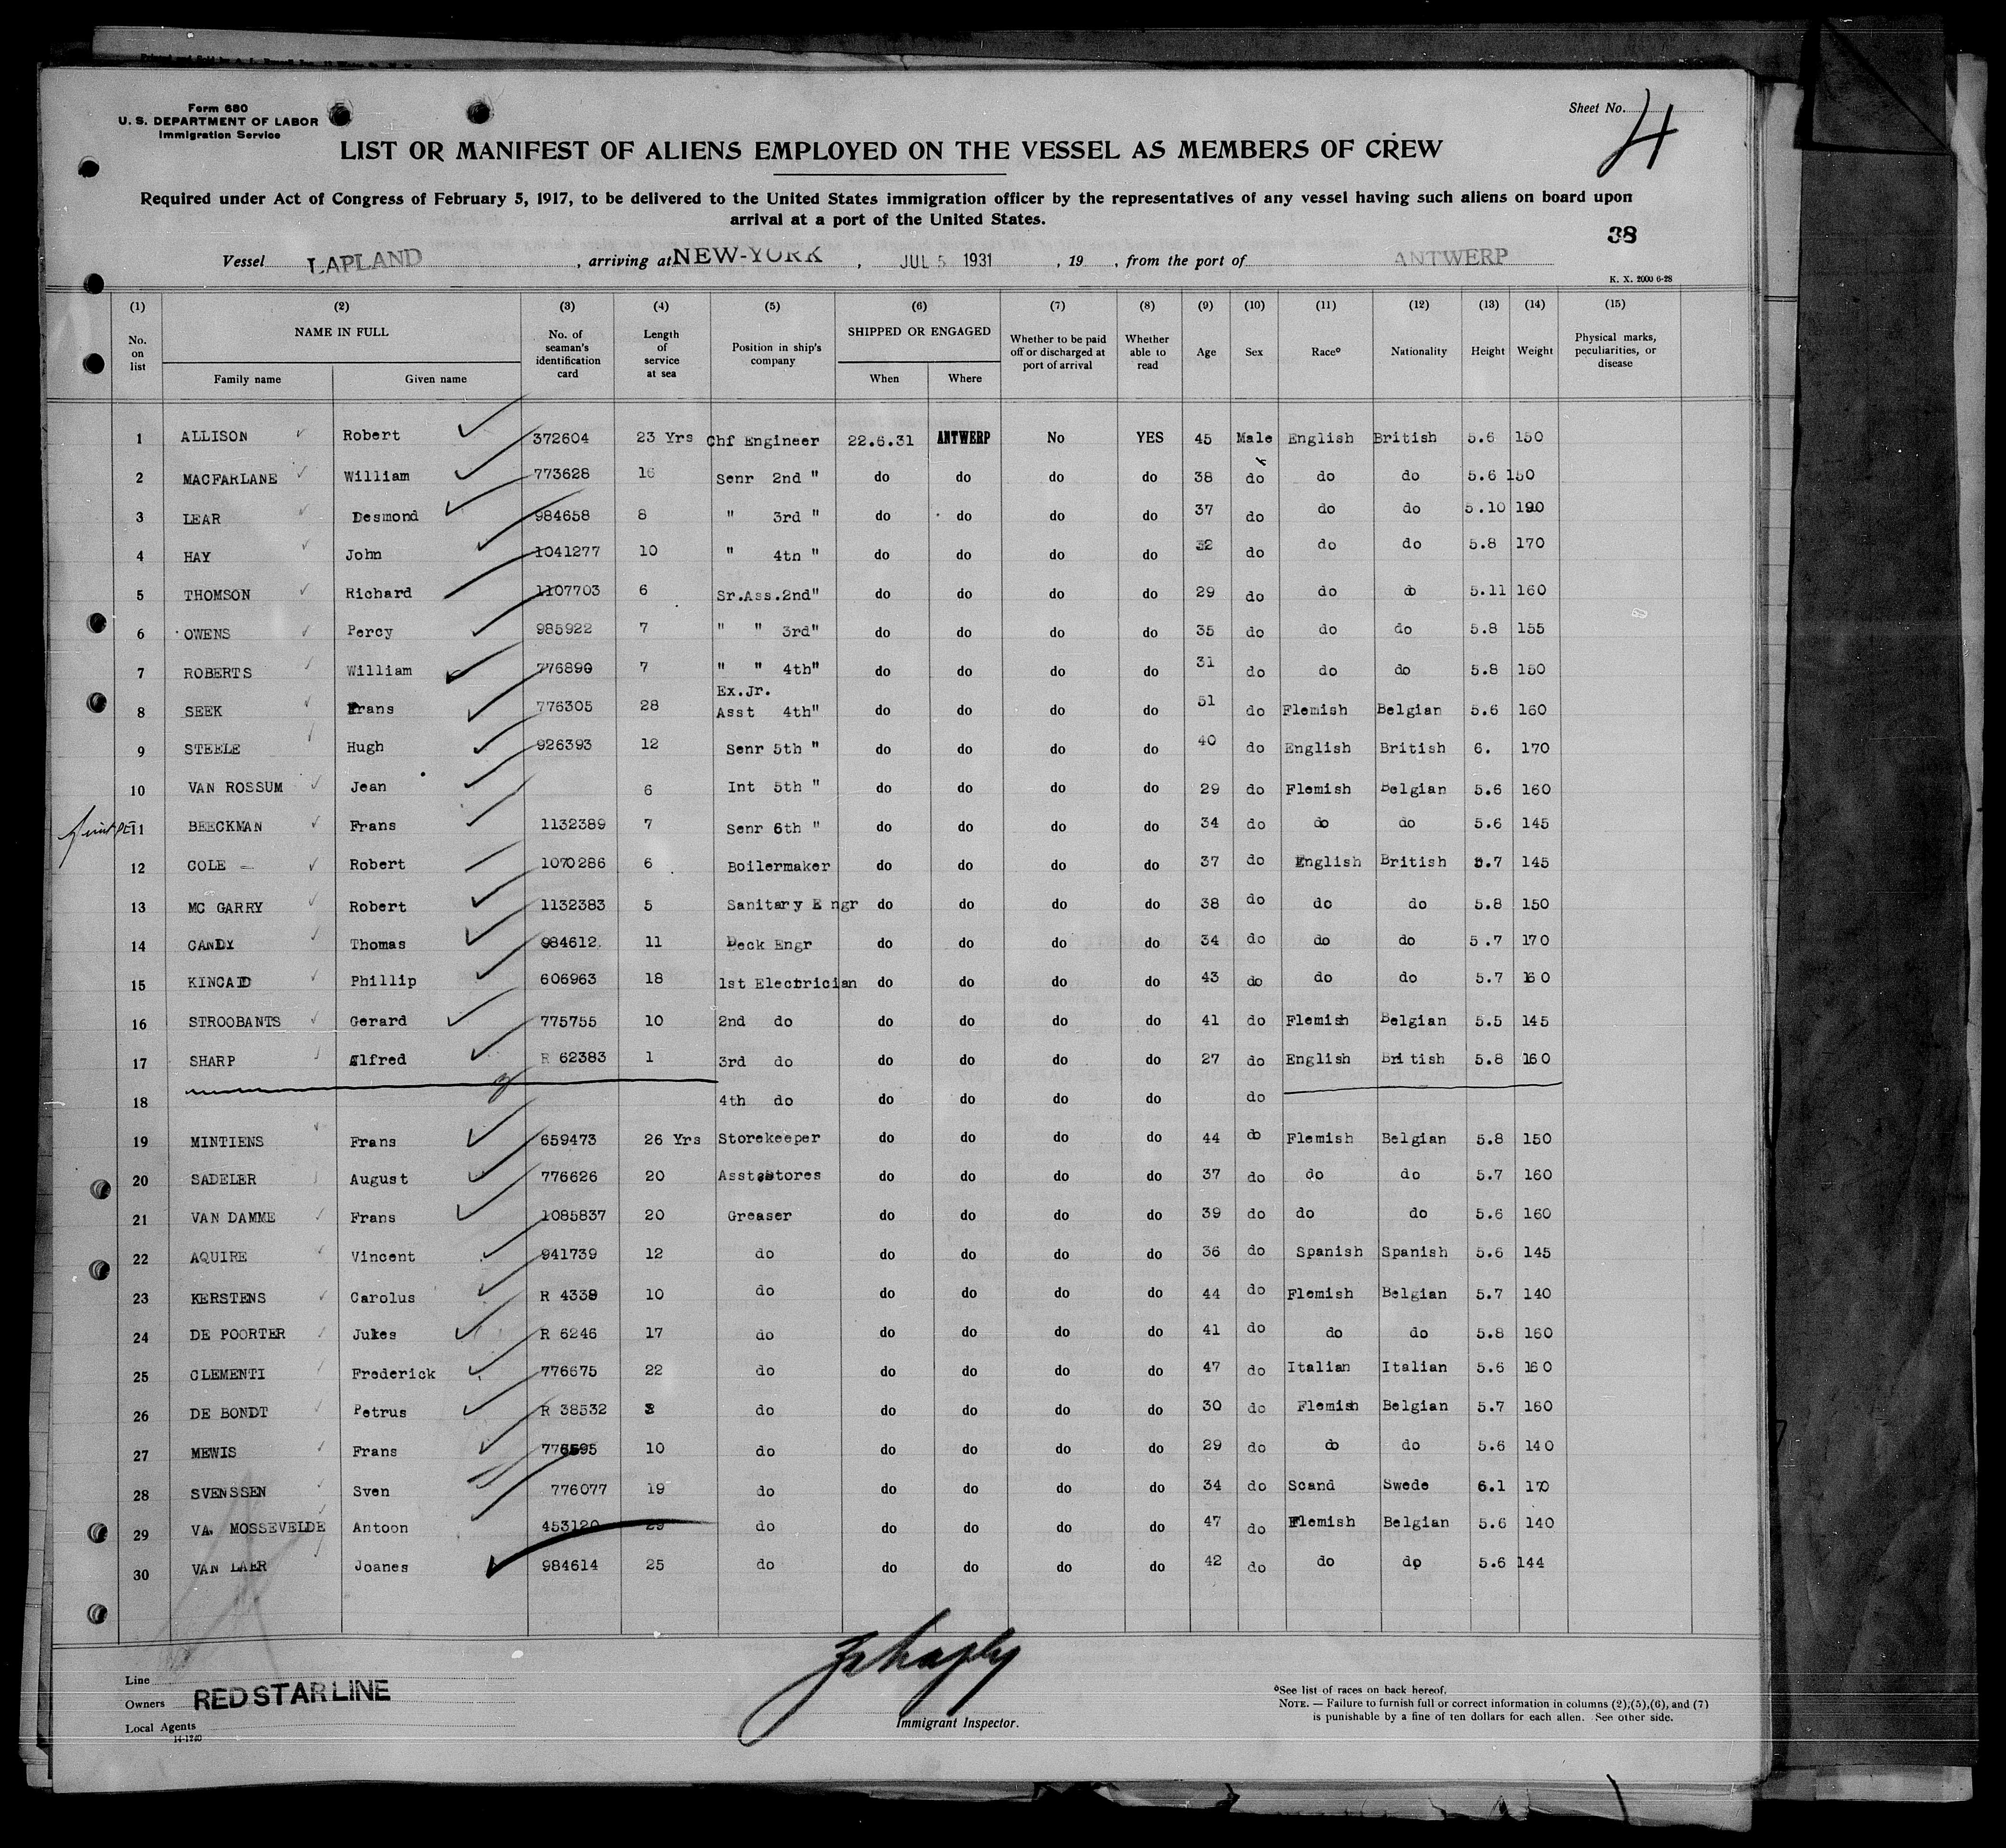 Form 680
U. S. DEPARTMENT OF LABOR
Immigration Service
Sheet No. 4
LIST OR MANIFEST OF ALIENS EMPLOYED ON THE VESSEL AS MEMBERS OF CREW
Required under Act of Congress of February 5, 1917, to be delivered to the United States immigration officer by the representatives of any vessel having such aliens on board upon
arrival at a port of the United States.
38
Vessel LAPLAND, arriving at NEW-YORK, JUL 5 1931, 19, from the port of ANTWERP
K. X. 2000 6-28
(1) (2) (3) (4) (5) (6) (7) (8) (9) (10) (11) (12) (13) (14) (15)
No. on list NAME IN FULL Family name Given name No. of seaman's identification card Length of service at sea Position in ship's company SHIPPED OR ENGAGED When Where Whether to be paid off or discharged at port of arrival Whether able to read Age Sex Race° Nationality Height Weight Physical marks, peculiarities, or disease
1 ALLISON Robert 372604 23 Yrs Chf Engineer 22.6.31 ANTWERP No YES 45 Male English British 5.6 150
2 MACFARLANE William 773628 16 Senr 2nd " do do do do 38 do do do 5.6 150
3 LEAR Desmond 984658 8 " 3rd " do do do do 37 do do do 5.10 190
4 HAY John 1041277 10 " 4th " do do do do 32 do do do 5.8 170
5 THOMSON Richard 1107703 6 Sr.Ass.2nd" do do do do 29 do do do 5.11 160
6 OWENS Percy 985922 7 " " 3rd" do do do do 35 do do do 5.8 155
7 ROBERTS William 776890 7 " " 4th" do do do do 31 do do do 5.8 150
8 SEEK Frans 776305 28 Ex.Jr. Asst 4th" do do do do 51 do Flemish Belgian 5.6 160
9 STEELE Hugh 926393 12 Senr 5th " do do do do 40 do English British 6. 170
10 VAN ROSSUM Jean 6 Int 5th " do do do do 29 do Flemish Belgian 5.6 160
11 BEECKMAN Frans 1132389 7 Senr 6th " do do do do 34 do do do 5.6 145
12 COLE Robert 1070286 6 Boilermaker do do do do 37 do English British 5.7 145
13 MC GARRY Robert 1132383 5 Sanitary Engr do do do do 38 do do do 5.8 150
14 CANDY Thomas 984612 11 Deck Engr do do do do 34 do do do 5.7 170
15 KINCAID Phillip 606963 18 1st Electrician do do do do 43 do do do 5.7 160
16 STROOBANTS Gerard 775755 10 2nd do do do do do 41 do Flemish Belgian 5.5 145
17 SHARP Alfred R 62383 1 3rd do do do do do 27 do English British 5.8 160
18 4th do do do do do do
19 MINTIENS Frans 659473 26 Yrs Storekeeper do do do do 44 do Flemish Belgian 5.8 150
20 SADELER August 776626 20 Asst Stores do do do do 37 do do do 5.7 160
21 VAN DAMME Frans 1085837 20 Greaser do do do do 39 do do do 5.6 160
22 AQUIRE Vincent 941739 12 do do do do do 36 do Spanish Spanish 5.6 145
23 KERSTENS Carolus R 4339 10 do do do do do 44 do Flemish Belgian 5.7 140
24 DE POORTER Jules R 6246 17 do do do do do 41 do do do 5.8 160
25 CLEMENTI Frederick 776675 22 do do do do do 47 do Italian Italian 5.6 160
26 DE BONDT Petrus R 38532 do do do do do 30 do Flemish Belgian 5.7 160
27 MEWIS Frans 776595 10 do do do do do 29 do do do 5.6 140
28 SVENSSEN Sven 776077 19 do do do do do 34 do Scand Swede 6.1 170
29 VA. MOSSEVELDE Antoon 453120 29 do do do do do 47 do Flemish Belgian 5.6 140
30 VAN LAER Joanes 984614 25 do do do do do 42 do do do 5.6 144
Line
Owners RED STAR LINE
Local Agents
14-1240
Immigrant Inspector.
°See list of races on back hereof.
NOTE. — Failure to furnish full or correct information in columns (2),(5),(6), and (7)
is punishable by a fine of ten dollars for each alien. See other side.